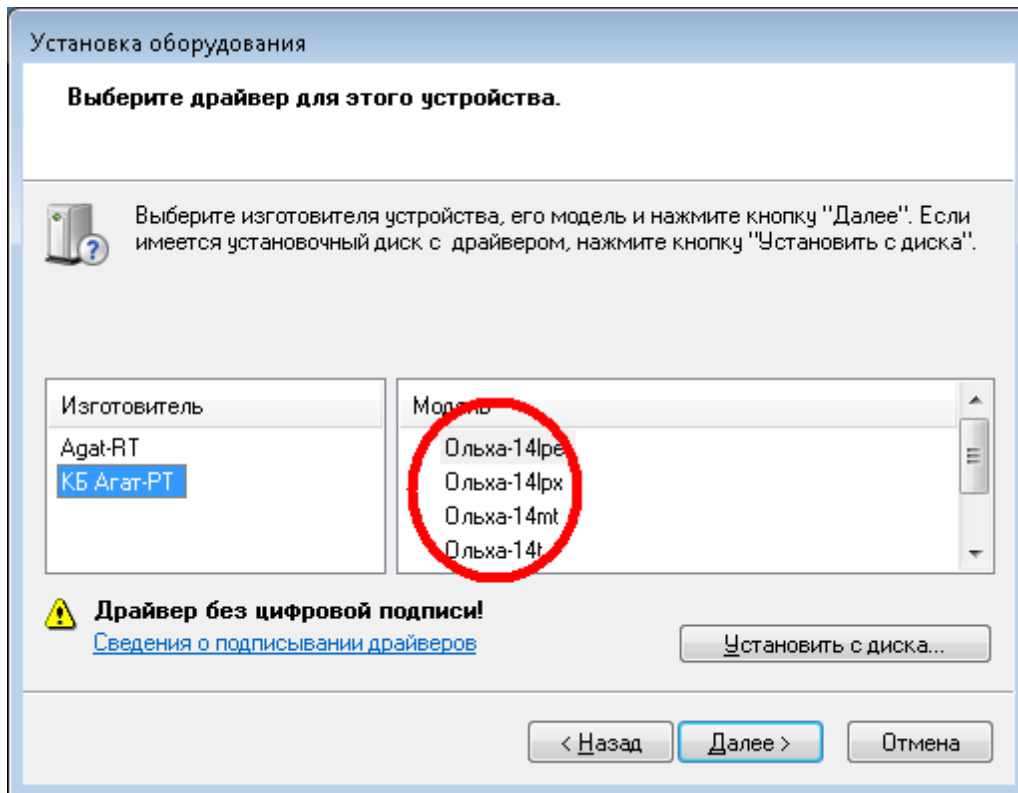 Установка оборудования
Выберите драйвер для этого устройства.
Выберите изготовителя устройства, его модель и нажмите кнопку "Далее". Если
имеется установочный диск с  драйвером, нажмите кнопку "Установить с диска".
Изготовитель
Agat-RT
КБ Агат-РТ
Модель
Ольха-14lpe
Ольха-14lpx
Ольха-14mt
Ольха-14t
Драйвер без цифровой подписи!
Сведения о подписывании драйверов
Установить с диска...
< Назад
Далее >
Отмена